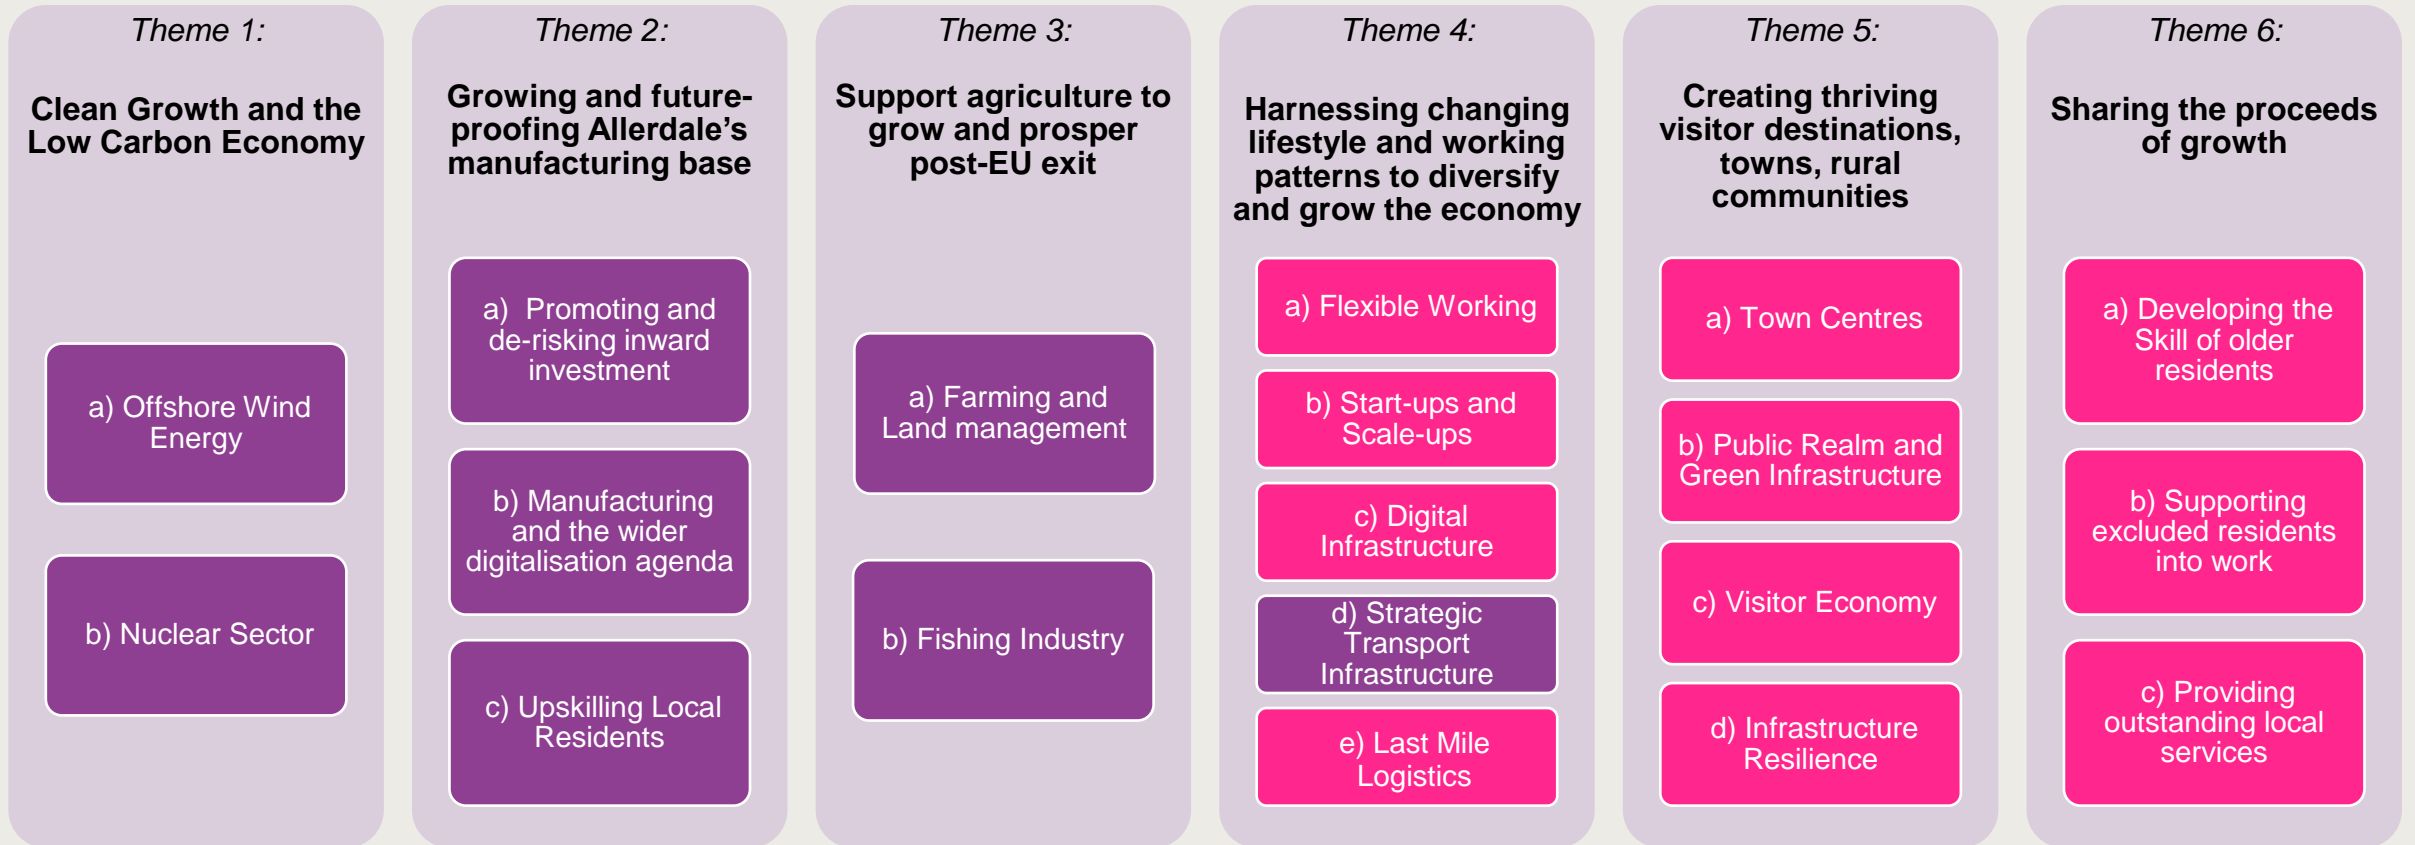 Theme 1:
Clean Growth and the
Low Carbon Economy
a) Offshore Wind
Energy
b) Nuclear Sector
Theme 2:
Growing and future-
proofing Allerdale’s
manufacturing base
a) Promoting and
de-risking inward
investment
b) Manufacturing
and the wider
digitalisation agenda
c) Upskilling Local
Residents
Theme 3:
Support agriculture to
grow and prosper
post-EU exit
a) Farming and
Land management
b) Fishing Industry
Theme 4:
Harnessing changing
lifestyle and working
patterns to diversify
and grow the economy
a) Flexible Working
b) Start-ups and
Scale-ups
c) Digital
Infrastructure
d) Strategic
Transport
Infrastructure
e) Last Mile
Logistics
Theme 5:
Creating thriving
visitor destinations,
towns, rural
communities
a) Town Centres
b) Public Realm and
Green Infrastructure
c) Visitor Economy
d) Infrastructure
Resilience
Theme 6:
Sharing the proceeds
of growth
a) Developing the
Skill of older
residents
b) Supporting
excluded residents
into work
c) Providing
outstanding local
services